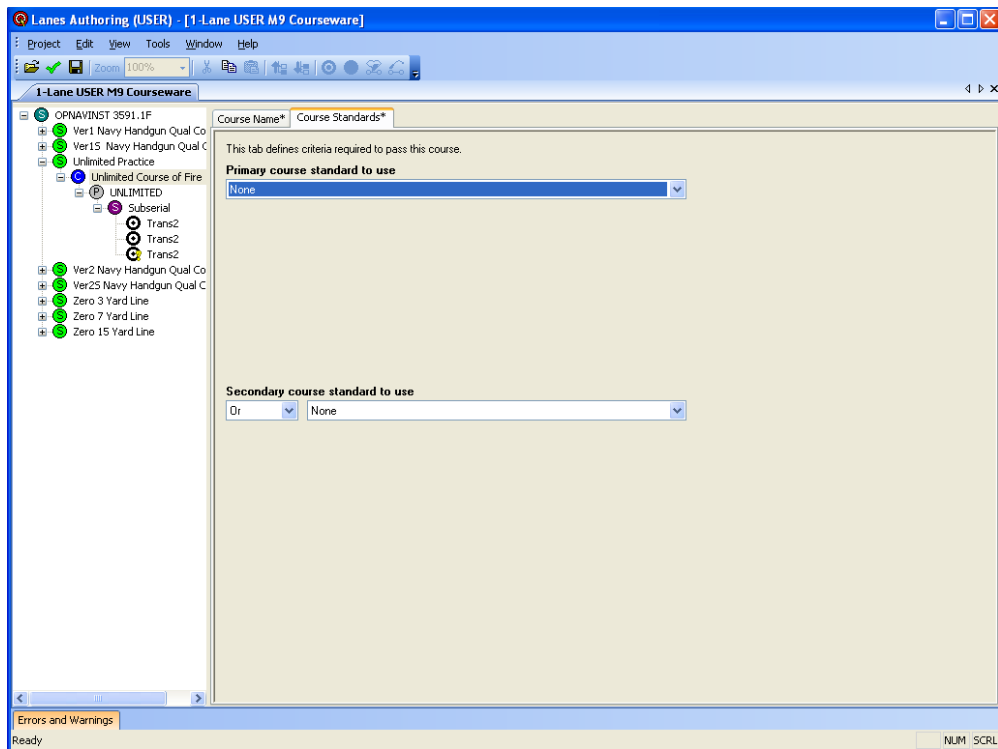 Lanes Authoring (USER) - [1-Lane USER M9 Courseware]
Project Edit View Tools Window Help
Zoom 100%
1-Lane USER M9 Courseware
S OPNAVINST 3591.1F
S Ver1 Navy Handgun Qual Co
S Ver1S Navy Handgun Qual C
S Unlimited Practice
C Unlimited Course of Fire
P UNLIMITED
S Subserial
Trans2
Trans2
Trans2
S Ver2 Navy Handgun Qual Co
S Ver2S Navy Handgun Qual C
S Zero 3 Yard Line
S Zero 7 Yard Line
S Zero 15 Yard Line
Course Name* Course Standards*
This tab defines criteria required to pass this course.
Primary course standard to use
None
Secondary course standard to use
Or None
Errors and Warnings
Ready NUM SCRL